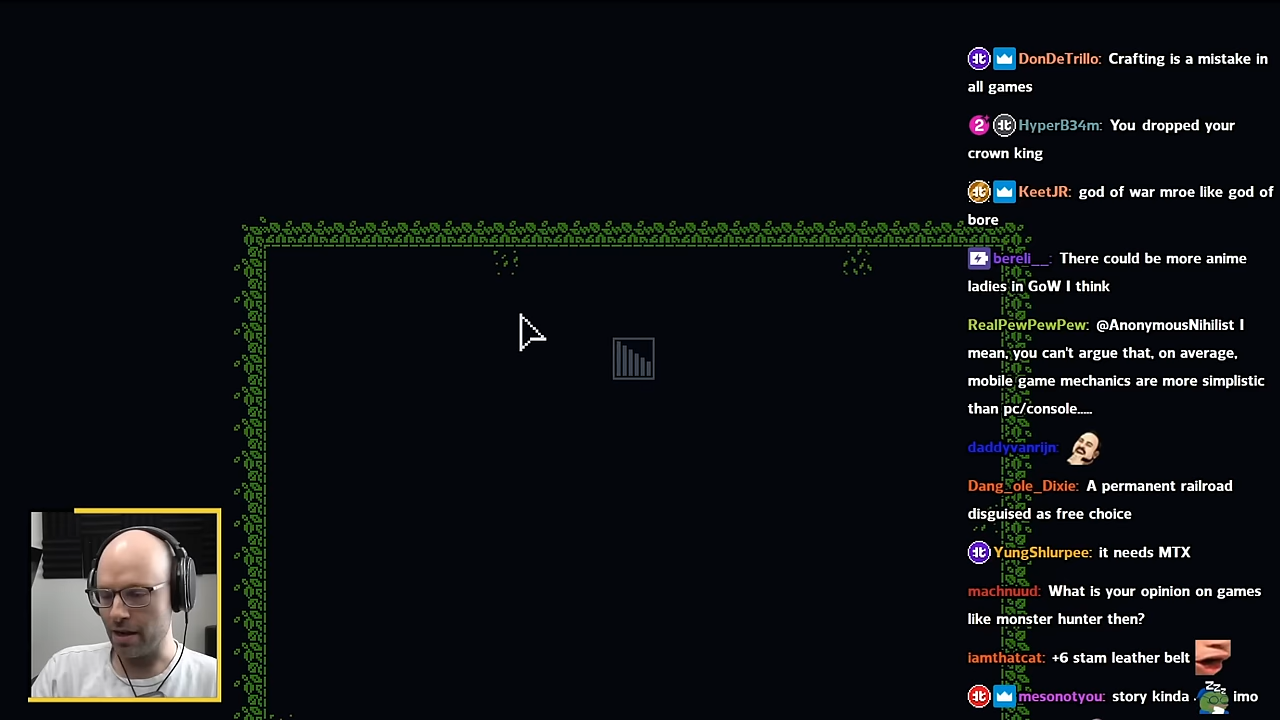 DonDeTrillo: Crafting is a mistake in
all games
2 HyperB34m: You dropped your
crown king
KeetJR: god of war mroe like god of
bore
bereli__: There could be more anime
ladies in GoW I think
RealPewPewPew: @AnonymousNihilist I
mean, you can't argue that, on average,
mobile game mechanics are more simplistic
than pc/console.....
daddyvanrijn:
Dang_ole_Dixie: A permanent railroad
disguised as free choice
YungShlurpee: it needs MTX
machnuud: What is your opinion on games
like monster hunter then?
iamthatcat: +6 stam leather belt
mesonotyou: story kinda zzz imo